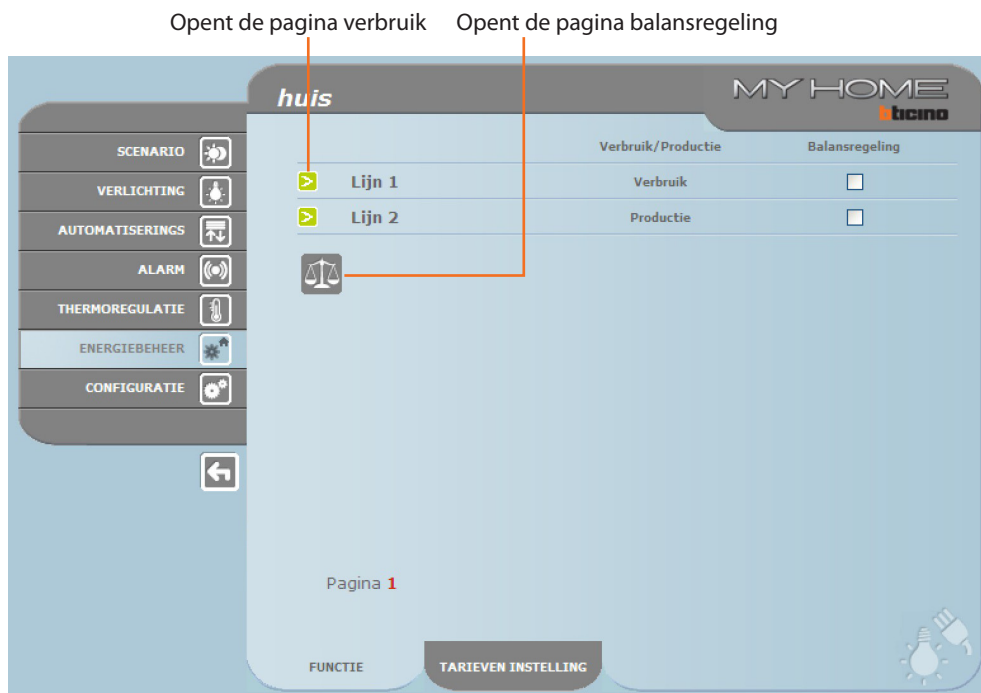 Opent de pagina verbruik Opent de pagina balansregeling
huis
MY HOME
bticino
SCENARIO
VERLICHTING
AUTOMATISERINGS
ALARM
THERMOREGULATIE
ENERGIEBEHEER
CONFIGURATIE
Verbruik/Productie Balansregeling
Lijn 1 Verbruik
Lijn 2 Productie
Pagina 1
FUNCTIE TARIEVEN INSTELLING